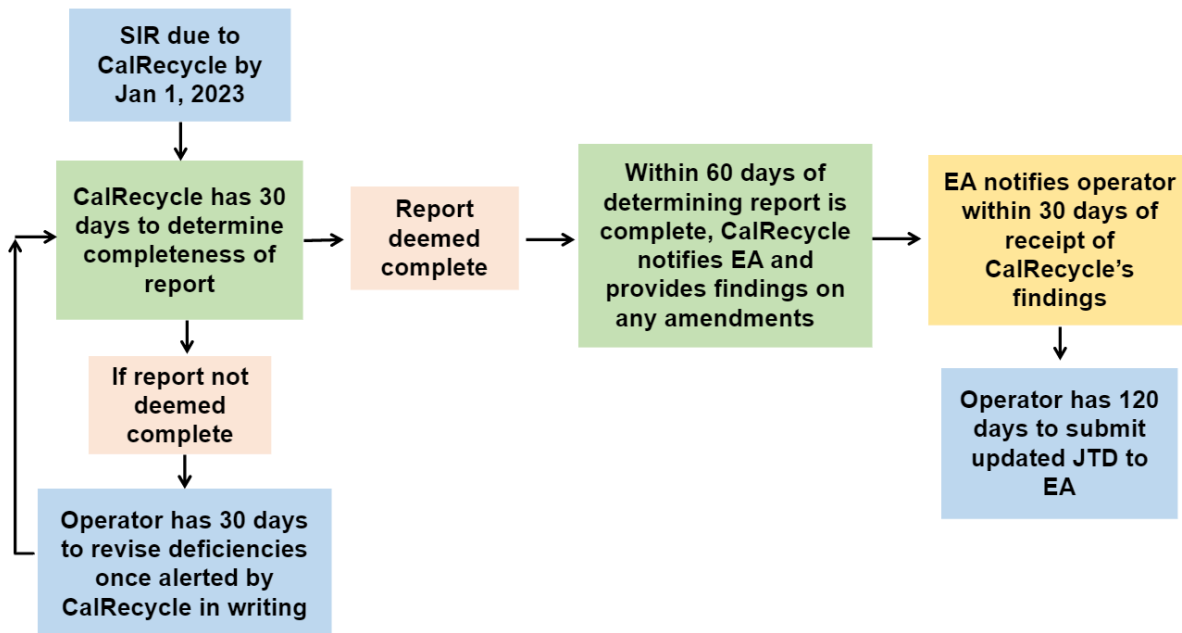 SIR due to
CalRecycle by
Jan 1, 2023
CalRecycle has 30
days to determine
completeness of
report
Report
deemed
complete
Within 60 days of
determining report is
complete, CalRecycle
notifies EA and
provides findings on
any amendments
EA notifies operator
within 30 days of
receipt of
CalRecycle’s
findings
If report not
deemed
complete
Operator has 120
days to submit
updated JTD to
EA
Operator has 30 days
to revise deficiencies
once alerted by
CalRecycle in writing